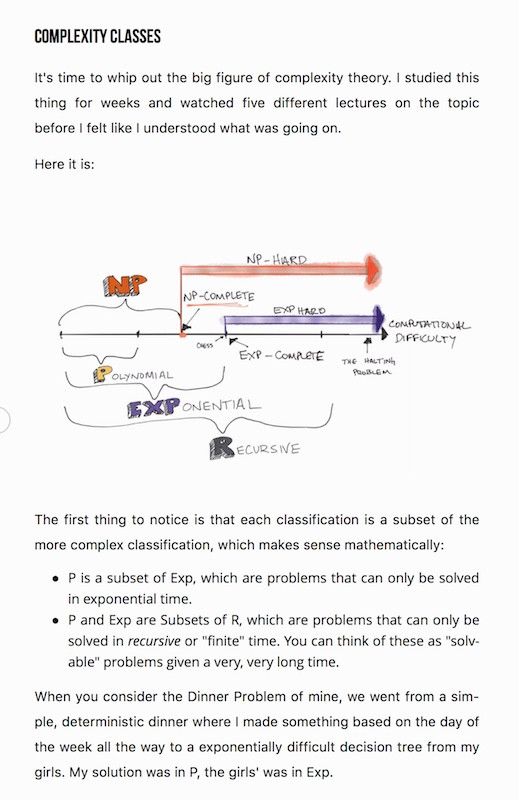 COMPLEXITY CLASSES
It's time to whip out the big figure of complexity theory. I studied this
thing for weeks and watched five different lectures on the topic
before I felt like I understood what was going on.
Here it is:
NP-HARD
NP
NP-COMPLETE
EXP HARD
COMPUTATIONAL
DIFFICULTY
CHESS
EXP-COMPLETE
THE HALTING
PROBLEM
POLYNOMIAL
EXPONENTIAL
RECURSIVE
The first thing to notice is that each classification is a subset of the
more complex classification, which makes sense mathematically:
• P is a subset of Exp, which are problems that can only be solved
in exponential time.
• P and Exp are Subsets of R, which are problems that can only be
solved in recursive or "finite" time. You can think of these as "solv-
able" problems given a very, very long time.
When you consider the Dinner Problem of mine, we went from a sim-
ple, deterministic dinner where I made something based on the day of
the week all the way to a exponentially difficult decision tree from my
girls. My solution was in P, the girls' was in Exp.